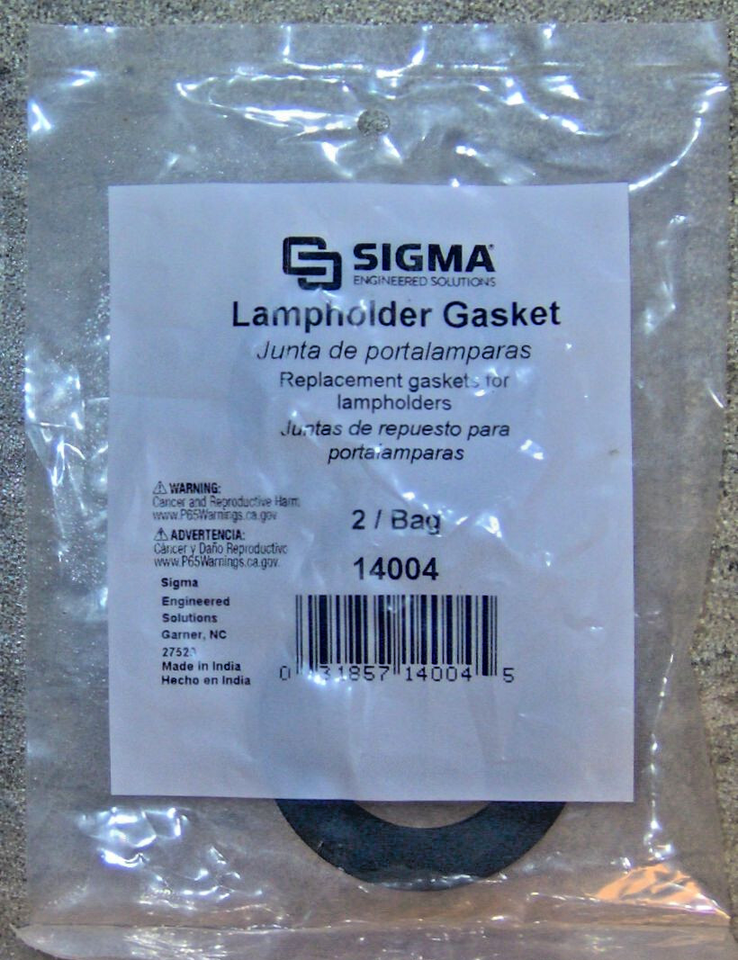 SIGMA
ENGINEERED SOLUTIONS
Lampholder Gasket
Junta de portalamparas
Replacement gaskets for
lampholders
Juntas de repuesto para
portalamparas
WARNING:
Cancer and Reproductive Harm
www.P65Warnings.ca.gov
ADVERTENCIA:
Cáncer y Daño Reproductivo
www.P65Warnings.ca.gov.
2 / Bag
14004
Sigma
Engineered
Solutions
Garner, NC
Made in India
Hecho en India
0 31857 14004 5